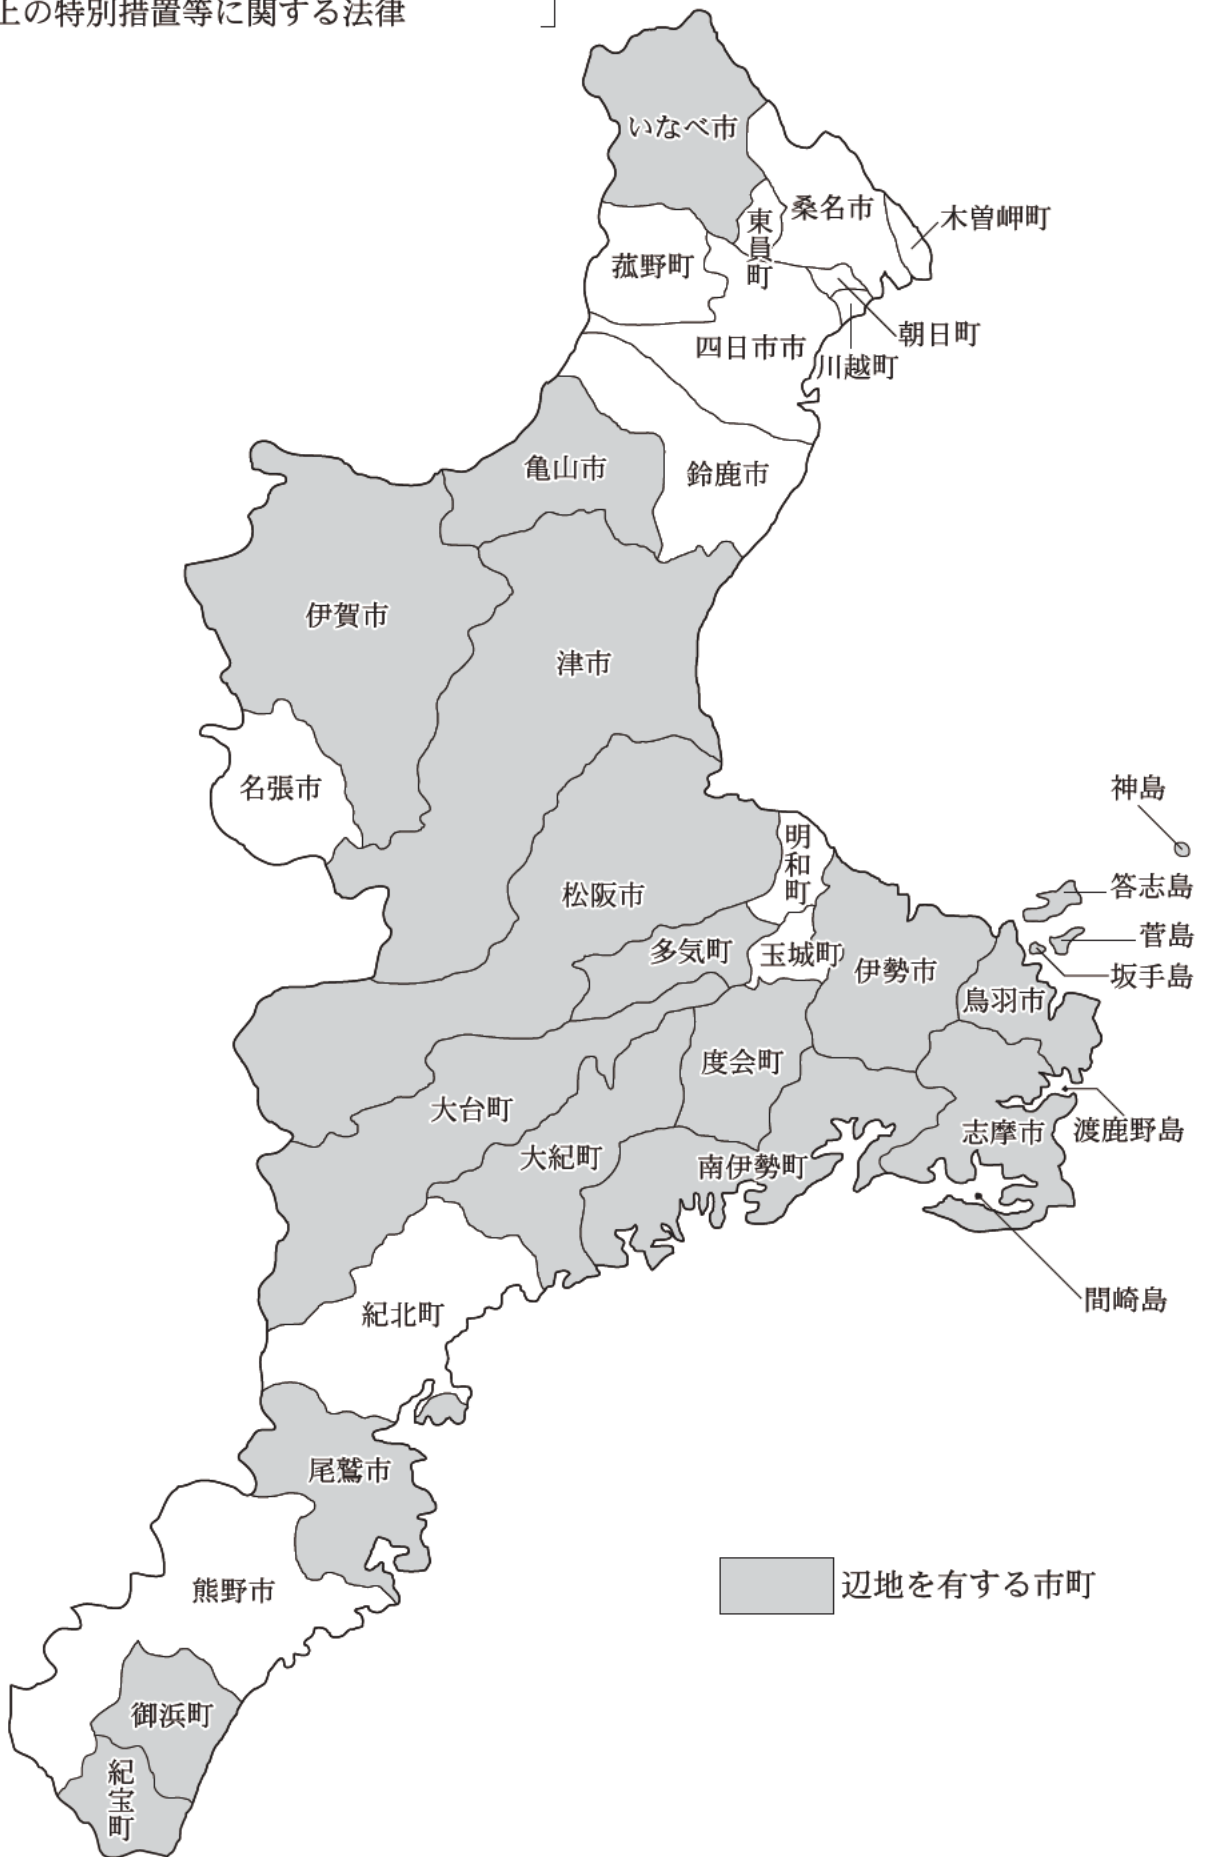 上の特別措置等に関する法律
いなべ市
桑名市
木曽岬町
東員町
菰野町
朝日町
四日市市
川越町
亀山市
鈴鹿市
伊賀市
津市
名張市
神島
明和町
答志島
松阪市
菅島
多気町
玉城町
伊勢市
坂手島
鳥羽市
度会町
大台町
志摩市
渡鹿野島
大紀町
南伊勢町
間崎島
紀北町
尾鷲市
辺地を有する市町
熊野市
御浜町
紀宝町